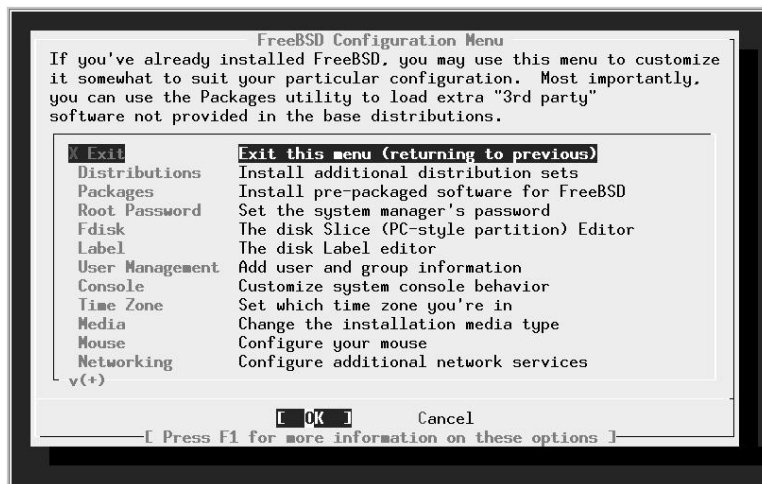 FreeBSD Configuration Menu
If you've already installed FreeBSD, you may use this menu to customize
it somewhat to suit your particular configuration.  Most importantly,
you can use the Packages utility to load extra "3rd party"
software not provided in the base distributions.
X Exit Exit this menu (returning to previous)
Distributions Install additional distribution sets
Packages Install pre-packaged software for FreeBSD
Root Password Set the system manager's password
Fdisk The disk Slice (PC-style partition) Editor
Label The disk Label editor
User Management Add user and group information
Console Customize system console behavior
Time Zone Set which time zone you're in
Media Change the installation media type
Mouse Configure your mouse
Networking Configure additional network services
v(+)
[ OK ] Cancel
[ Press F1 for more information on these options ]